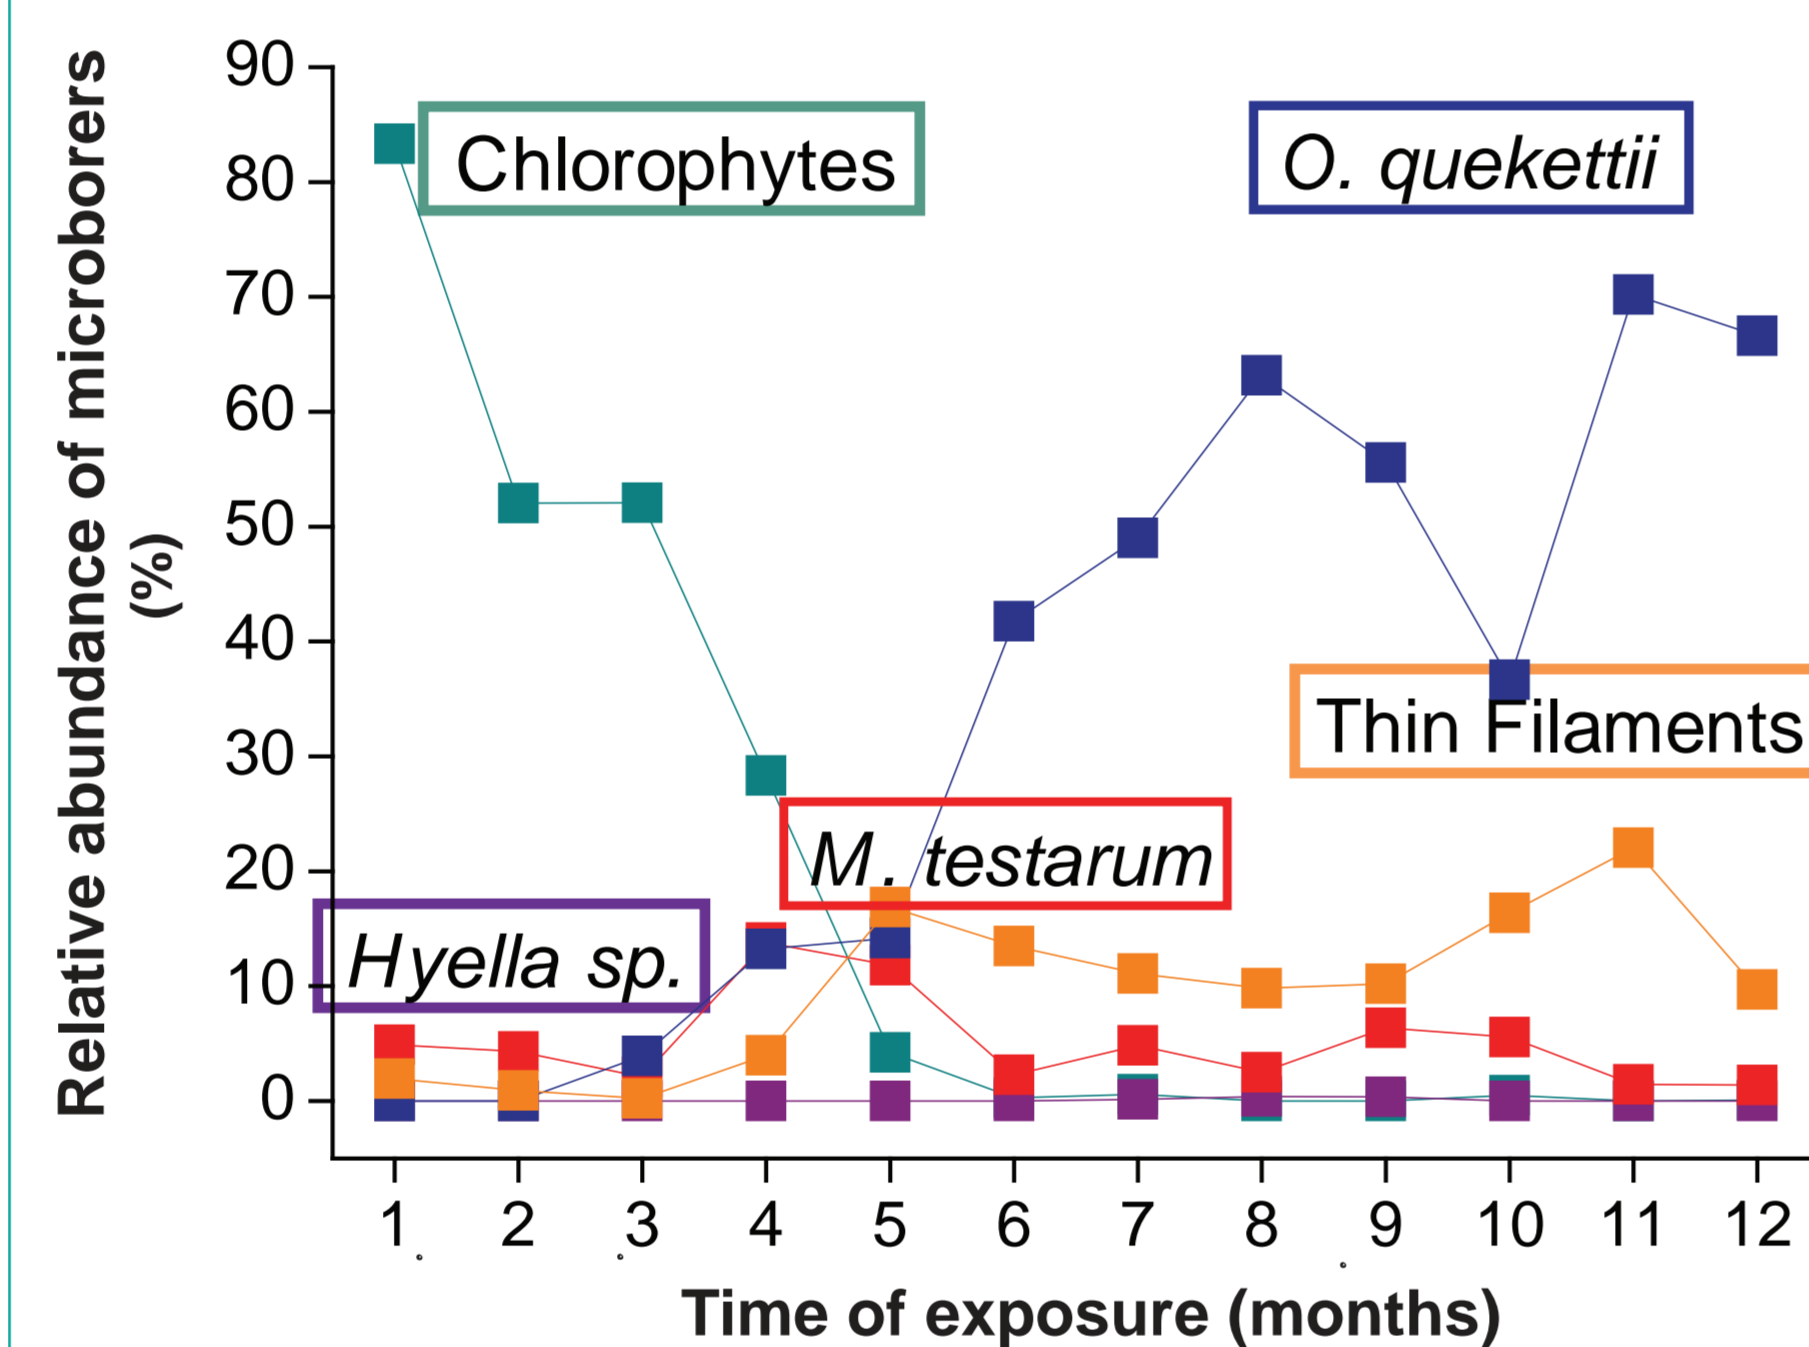 Relative abundance of microborers
(%)
90
80
70
60
50
40
30
20
10
0
Chlorophytes
O. quekettii
Thin Filaments
M. testarum
Hyella sp.
1 2 3 4 5 6 7 8 9 10 11 12
Time of exposure (months)